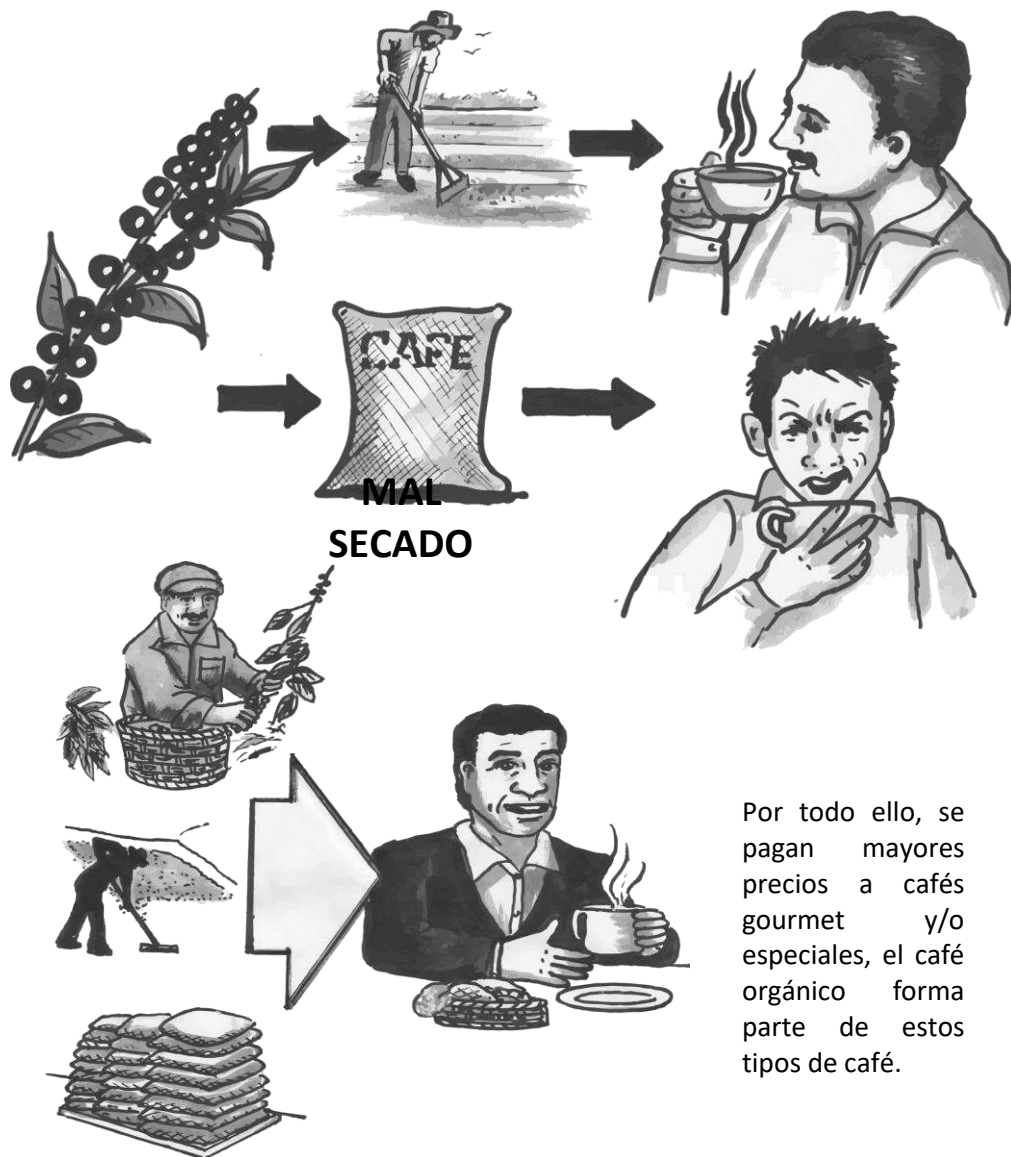 CAFE
MAL
SECADO
Por todo ello, se
pagan mayores
precios a cafés
gourmet y/o
especiales, el café
orgánico forma
parte de estos
tipos de café.